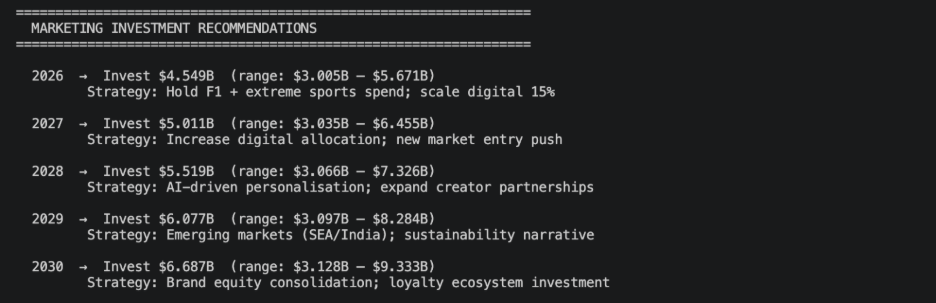 ==================================================================
MARKETING INVESTMENT RECOMMENDATIONS
==================================================================
2026 → Invest $4.549B (range: $3.005B – $5.671B)
Strategy: Hold F1 + extreme sports spend; scale digital 15%
2027 → Invest $5.011B (range: $3.035B – $6.455B)
Strategy: Increase digital allocation; new market entry push
2028 → Invest $5.519B (range: $3.066B – $7.326B)
Strategy: AI-driven personalisation; expand creator partnerships
2029 → Invest $6.077B (range: $3.097B – $8.284B)
Strategy: Emerging markets (SEA/India); sustainability narrative
2030 → Invest $6.687B (range: $3.128B – $9.333B)
Strategy: Brand equity consolidation; loyalty ecosystem investment